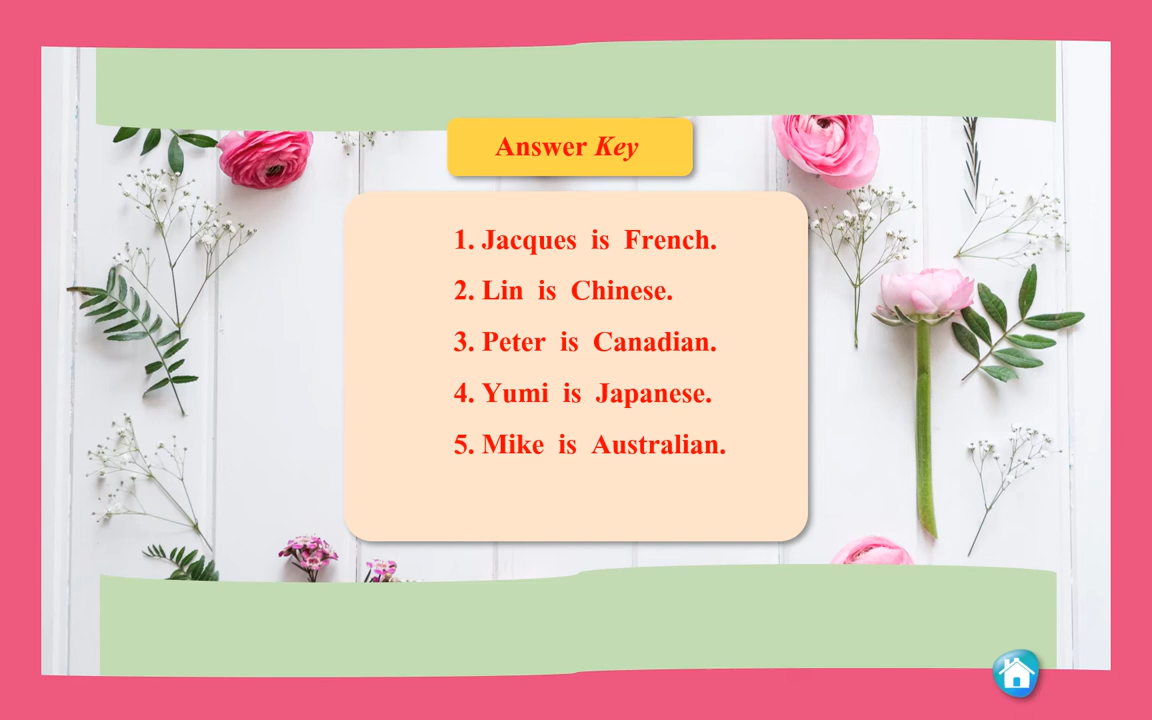 Answer Key
1. Jacques is French.
2. Lin is Chinese.
3. Peter is Canadian.
4. Yumi is Japanese.
5. Mike is Australian.